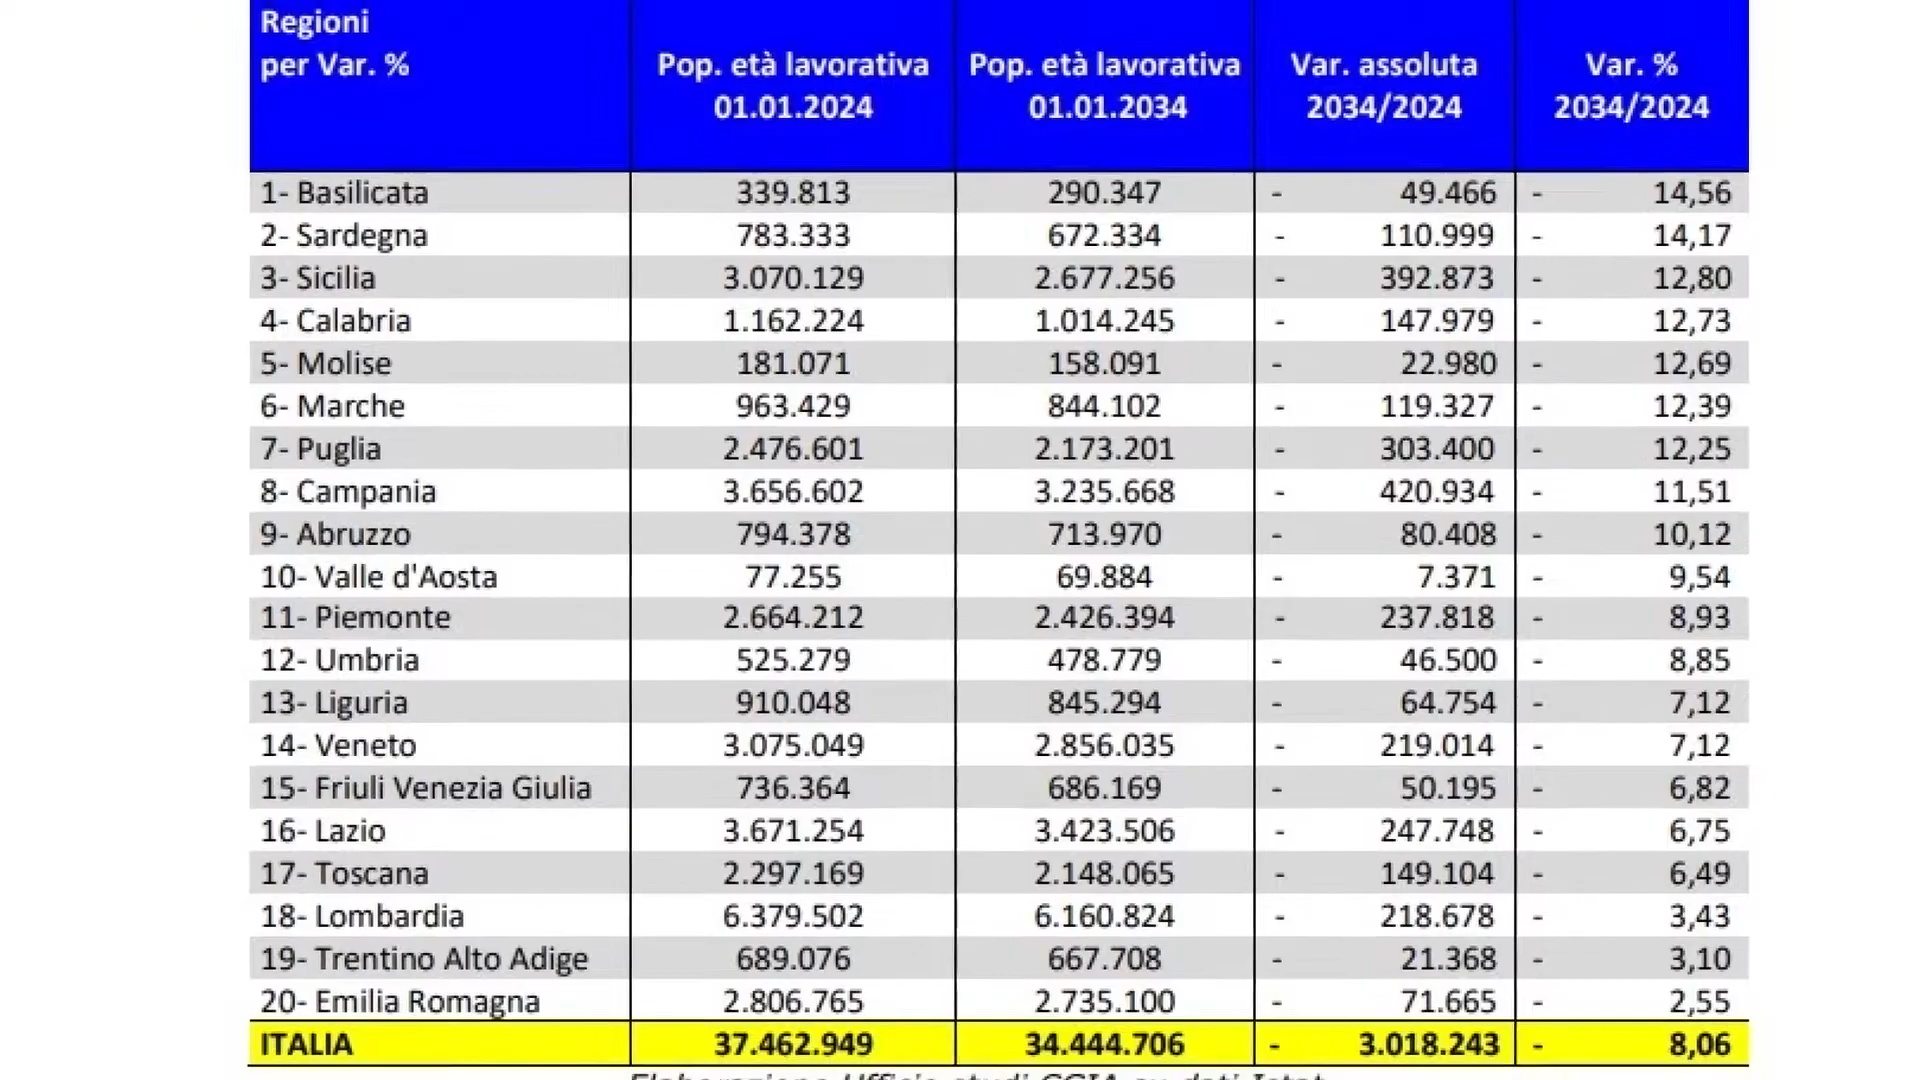 Regioni
per Var. % Pop. età lavorativa Pop. età lavorativa Var. assoluta Var. %
01.01.2024 01.01.2034 2034/2024 2034/2024
1- Basilicata 339.813 290.347 - 49.466 - 14,56
2- Sardegna 783.333 672.334 - 110.999 - 14,17
3- Sicilia 3.070.129 2.677.256 - 392.873 - 12,80
4- Calabria 1.162.224 1.014.245 - 147.979 - 12,73
5- Molise 181.071 158.091 - 22.980 - 12,69
6- Marche 963.429 844.102 - 119.327 - 12,39
7- Puglia 2.476.601 2.173.201 - 303.400 - 12,25
8- Campania 3.656.602 3.235.668 - 420.934 - 11,51
9- Abruzzo 794.378 713.970 - 80.408 - 10,12
10- Valle d'Aosta 77.255 69.884 - 7.371 - 9,54
11- Piemonte 2.664.212 2.426.394 - 237.818 - 8,93
12- Umbria 525.279 478.779 - 46.500 - 8,85
13- Liguria 910.048 845.294 - 64.754 - 7,12
14- Veneto 3.075.049 2.856.035 - 219.014 - 7,12
15- Friuli Venezia Giulia 736.364 686.169 - 50.195 - 6,82
16- Lazio 3.671.254 3.423.506 - 247.748 - 6,75
17- Toscana 2.297.169 2.148.065 - 149.104 - 6,49
18- Lombardia 6.379.502 6.160.824 - 218.678 - 3,43
19- Trentino Alto Adige 689.076 667.708 - 21.368 - 3,10
20- Emilia Romagna 2.806.765 2.735.100 - 71.665 - 2,55
ITALIA 37.462.949 34.444.706 - 3.018.243 - 8,06
Elaborazione Ufficio studi CGIA su dati Istat